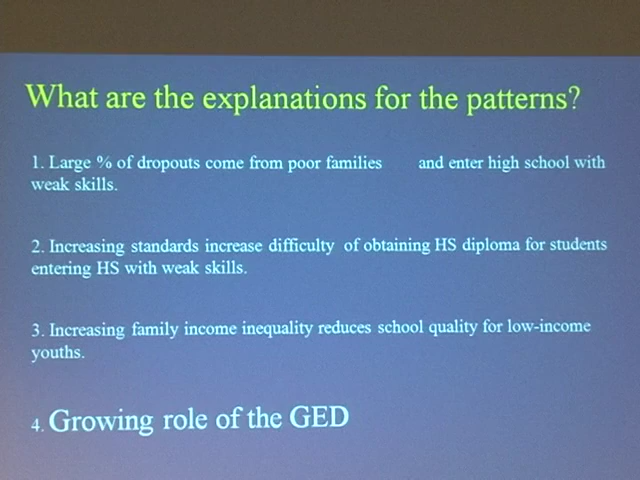 What are the explanations for the patterns?
1. Large % of dropouts come from poor families and enter high school with
weak skills.
2. Increasing standards increase difficulty of obtaining HS diploma for students
entering HS with weak skills.
3. Increasing family income inequality reduces school quality for low-income
youths.
4. Growing role of the GED